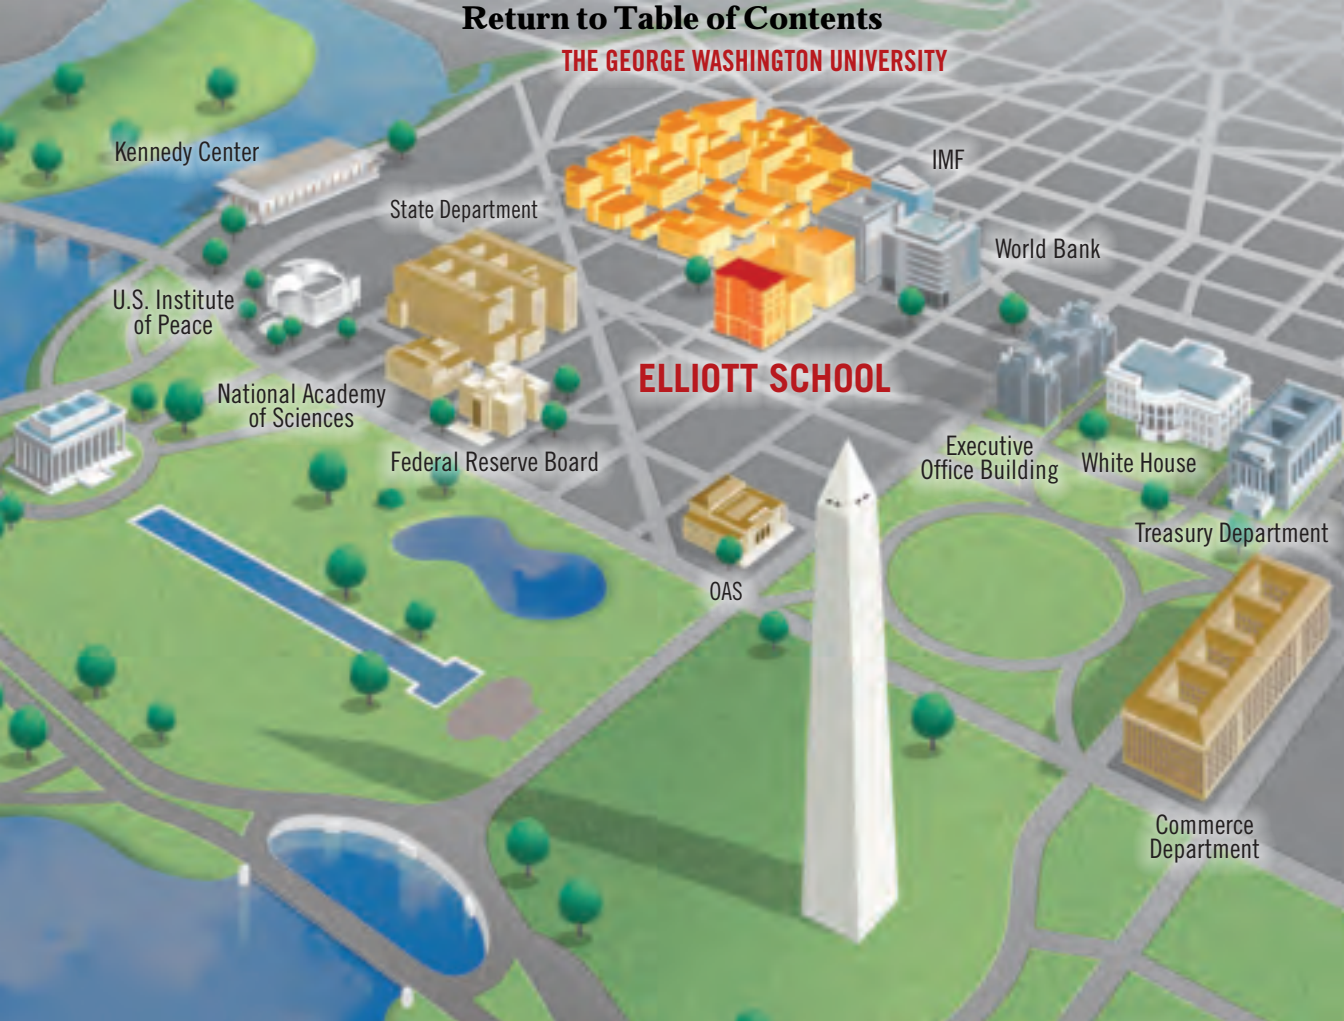 Return to Table of Contents
THE GEORGE WASHINGTON UNIVERSITY
Kennedy Center
IMF
State Department
World Bank
U.S. Institute
of Peace
ELLIOTT SCHOOL
National Academy
of Sciences
Executive
Office Building
White House
Federal Reserve Board
Treasury Department
OAS
Commerce
Department